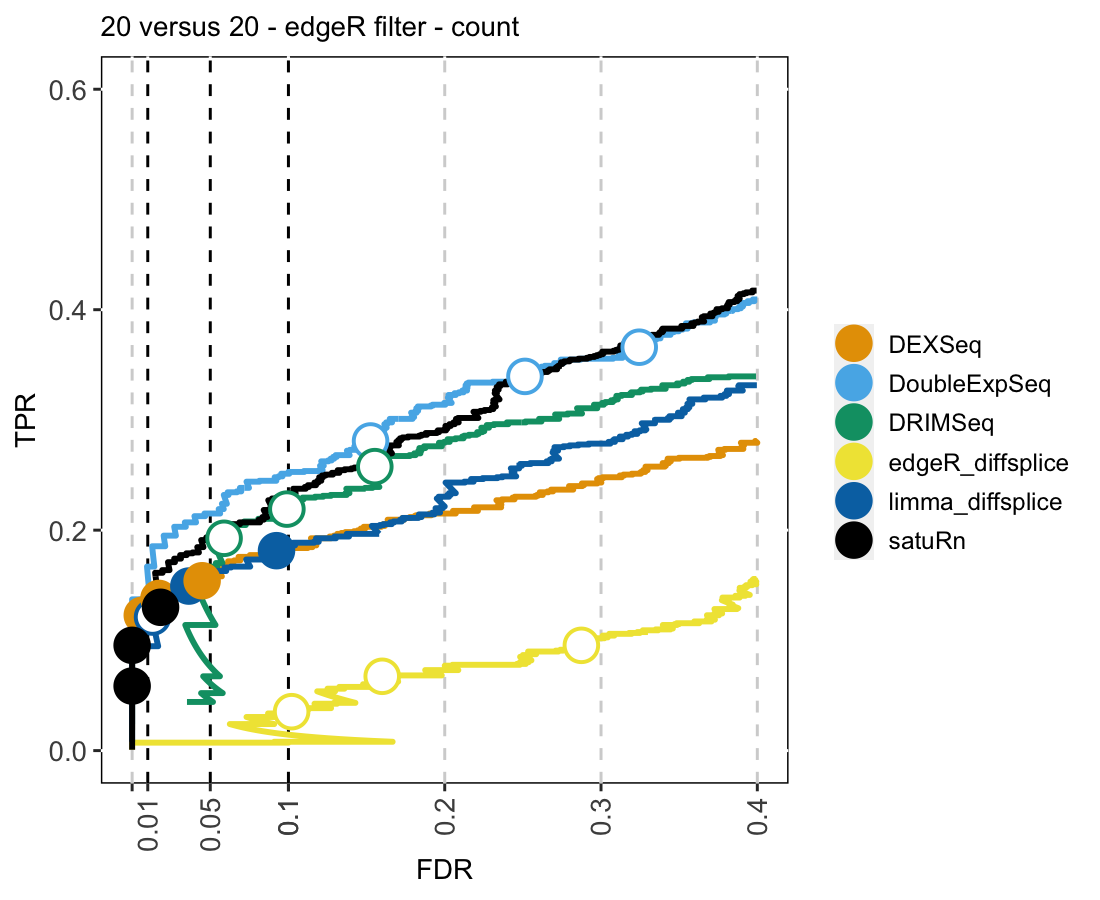 20 versus 20 - edgeR filter - count
TPR
0.6
0.4
0.2
0.0
0.01
0.05
0.1
0.2
0.3
0.4
FDR
DEXSeq
DoubleExpSeq
DRIMSeq
edgeR_diffsplice
limma_diffsplice
satuRn